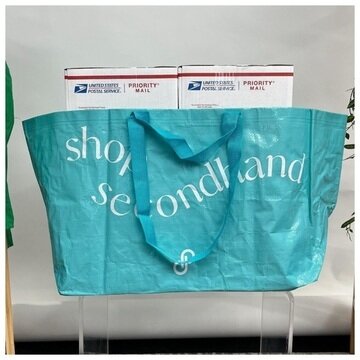 UNITED STATES POSTAL SERVICE® PRIORITY MAIL
UNITED STATES POSTAL SERVICE® PRIORITY MAIL
shop
secondhand